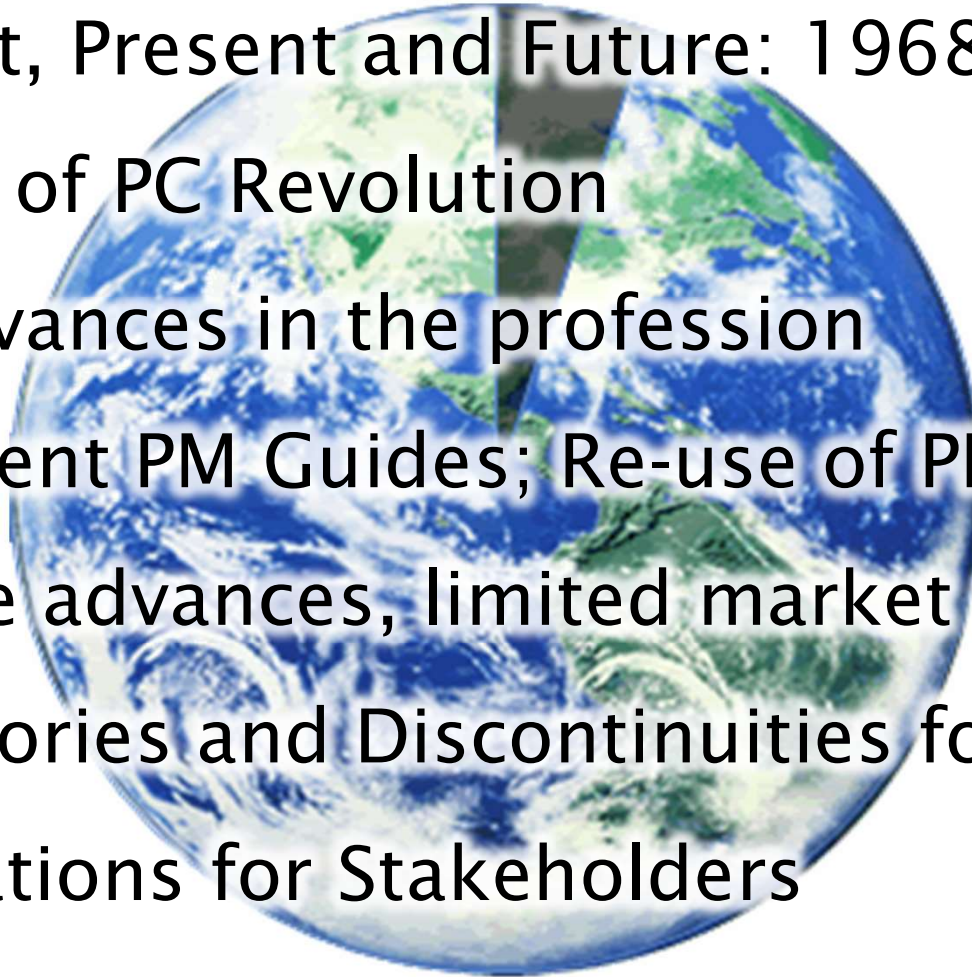 t, Present and Future: 1968
of PC Revolution
vances in the profession
ent PM Guides; Re-use of P
e advances, limited market
ories and Discontinuities fo
ations for Stakeholders